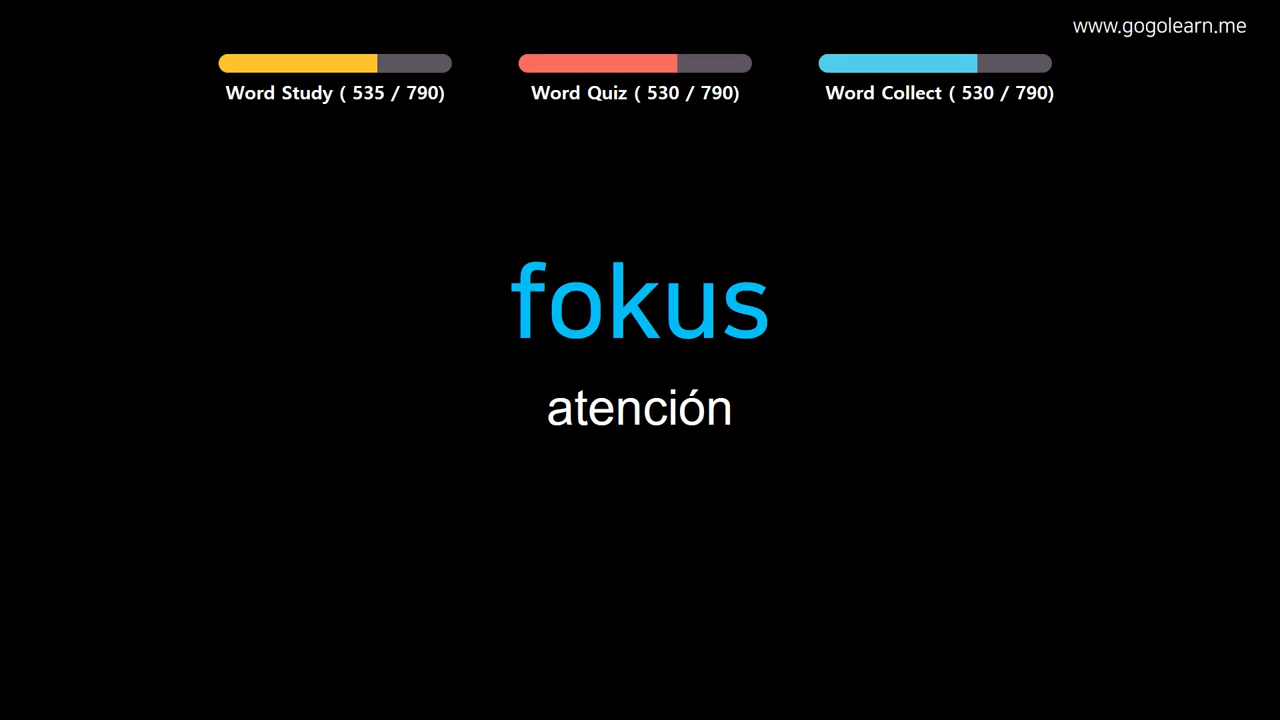 www.gogolearn.me
Word Study ( 535 / 790)
Word Quiz ( 530 / 790)
Word Collect ( 530 / 790)
fokus
atención